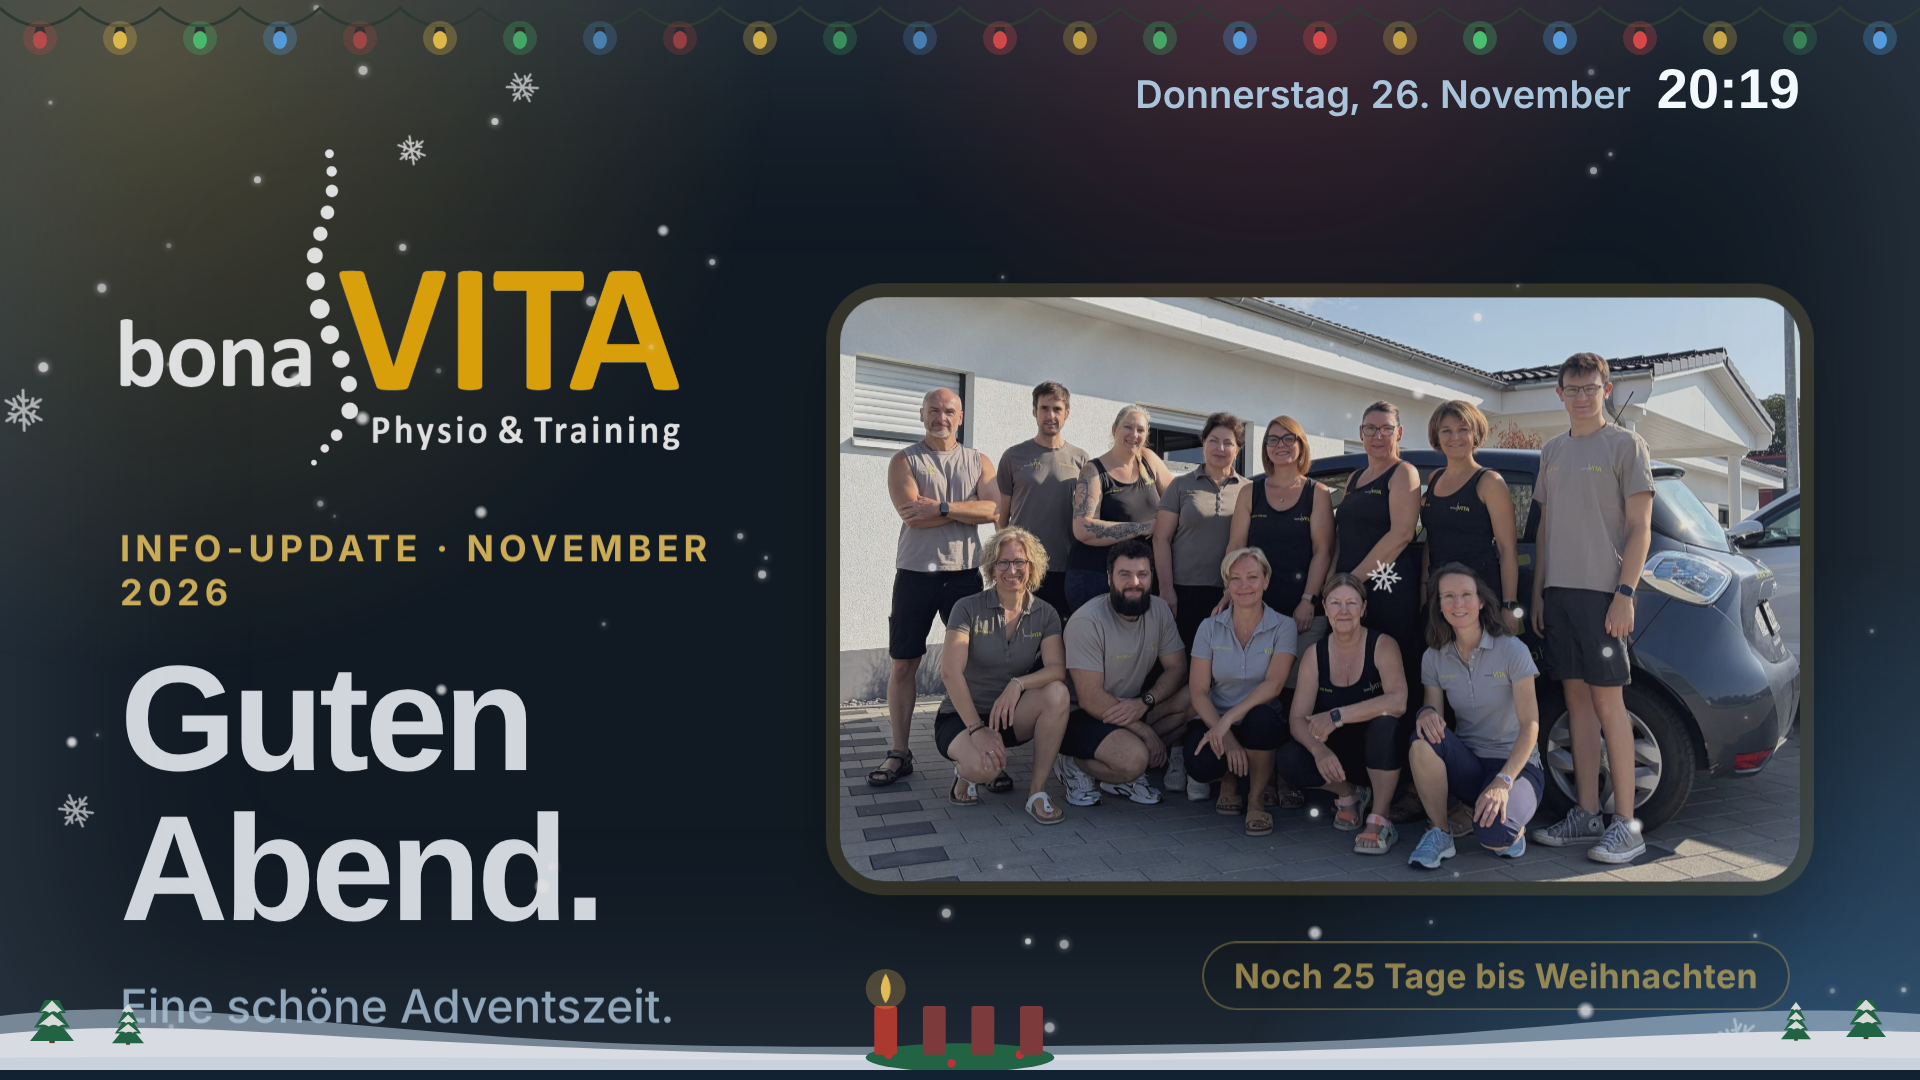 Donnerstag, 26. November 20:19
bona VITA
Physio & Training
INFO-UPDATE · NOVEMBER
2026
Guten
Abend.
Eine schöne Adventszeit.
Noch 25 Tage bis Weihnachten